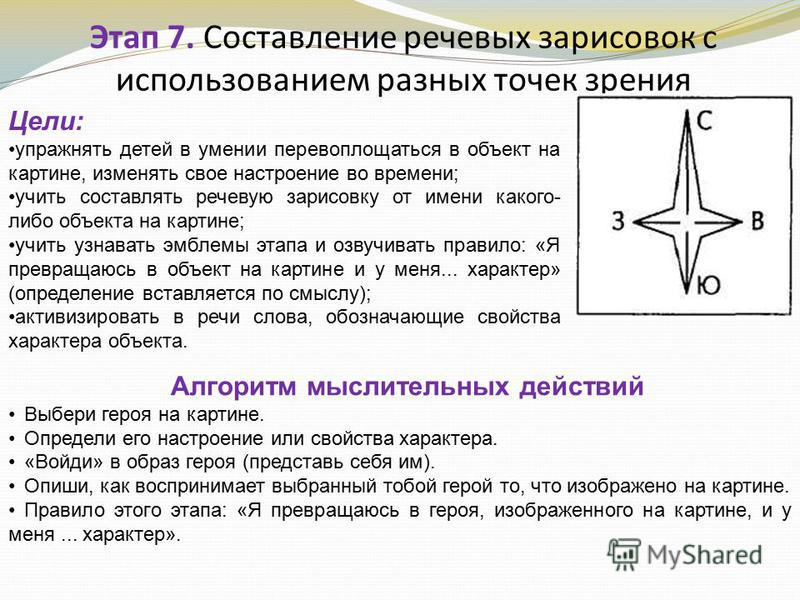 Этап 7. Составление речевых зарисовок с
использованием разных точек зрения
Цели:
•упражнять детей в умении перевоплощаться в объект на
картине, изменять свое настроение во времени;
•учить составлять речевую зарисовку от имени какого-
либо объекта на картине;
•учить узнавать эмблемы этапа и озвучивать правило: «Я
превращаюсь в объект на картине и у меня... характер»
(определение вставляется по смыслу);
•активизировать в речи слова, обозначающие свойства
характера объекта.
С
З
В
Ю
Алгоритм мыслительных действий
• Выбери героя на картине.
• Определи его настроение или свойства характера.
• «Войди» в образ героя (представь себя им).
• Опиши, как воспринимает выбранный тобой герой то, что изображено на картине.
• Правило этого этапа: «Я превращаюсь в героя, изображенного на картине, и у
меня ... характер».
MyShared